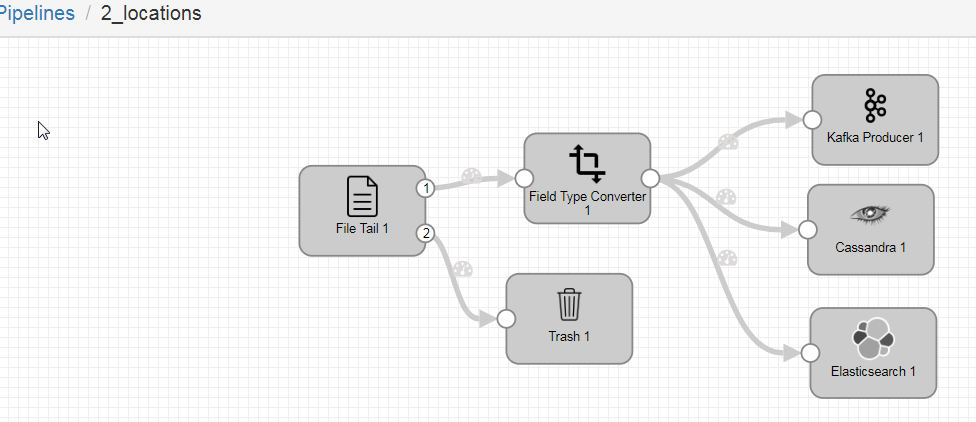 Pipelines / 2_locations
Kafka Producer 1
1
Field Type Converter
1
File Tail 1
2
Cassandra 1
Trash 1
Elasticsearch 1